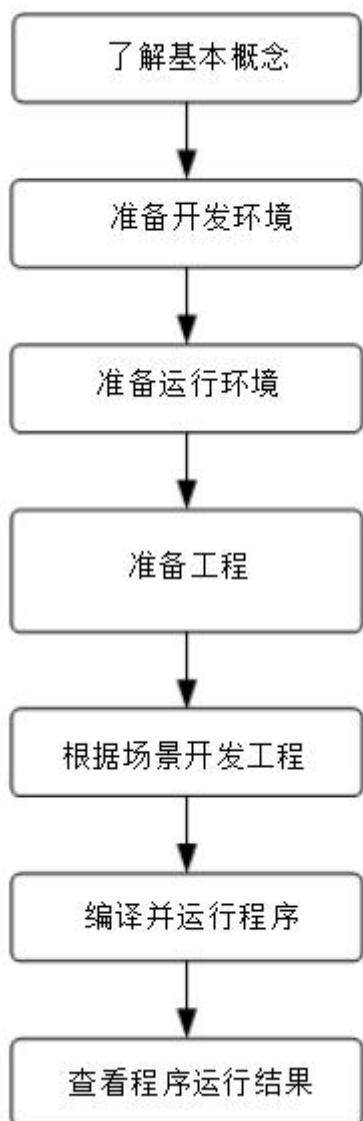 了解基本概念
准备开发环境
准备运行环境
准备工程
根据场景开发工程
编译并运行程序
查看程序运行结果